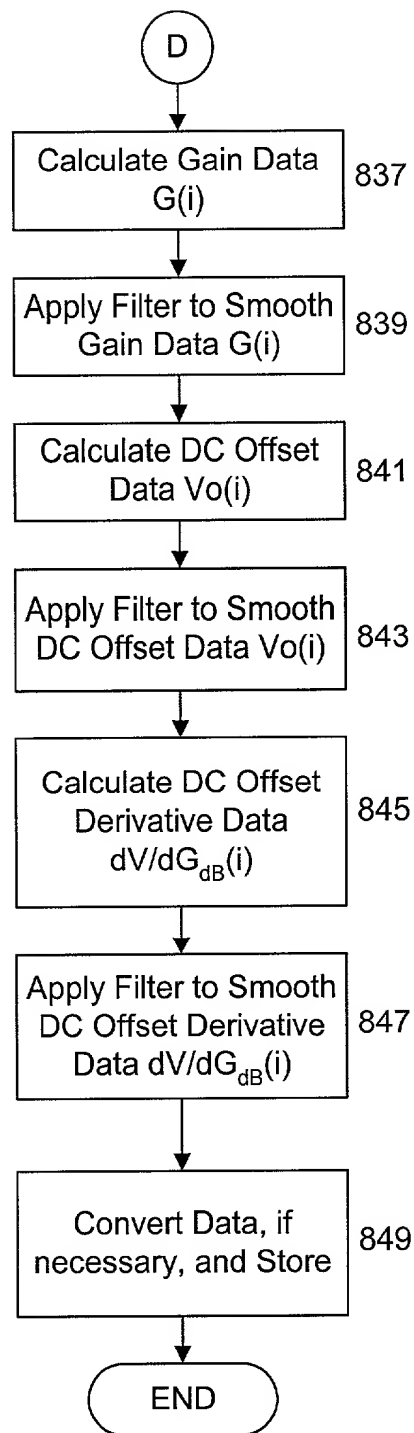 D
Calculate Gain Data
G(i)
837
Apply Filter to Smooth
Gain Data G(i)
839
Calculate DC Offset
Data Vo(i)
841
Apply Filter to Smooth
DC Offset Data Vo(i)
843
Calculate DC Offset
Derivative Data
dV/dG_dB(i)
845
Apply Filter to Smooth
DC Offset Derivative
Data dV/dG_dB(i)
847
Convert Data, if
necessary, and Store
849
END